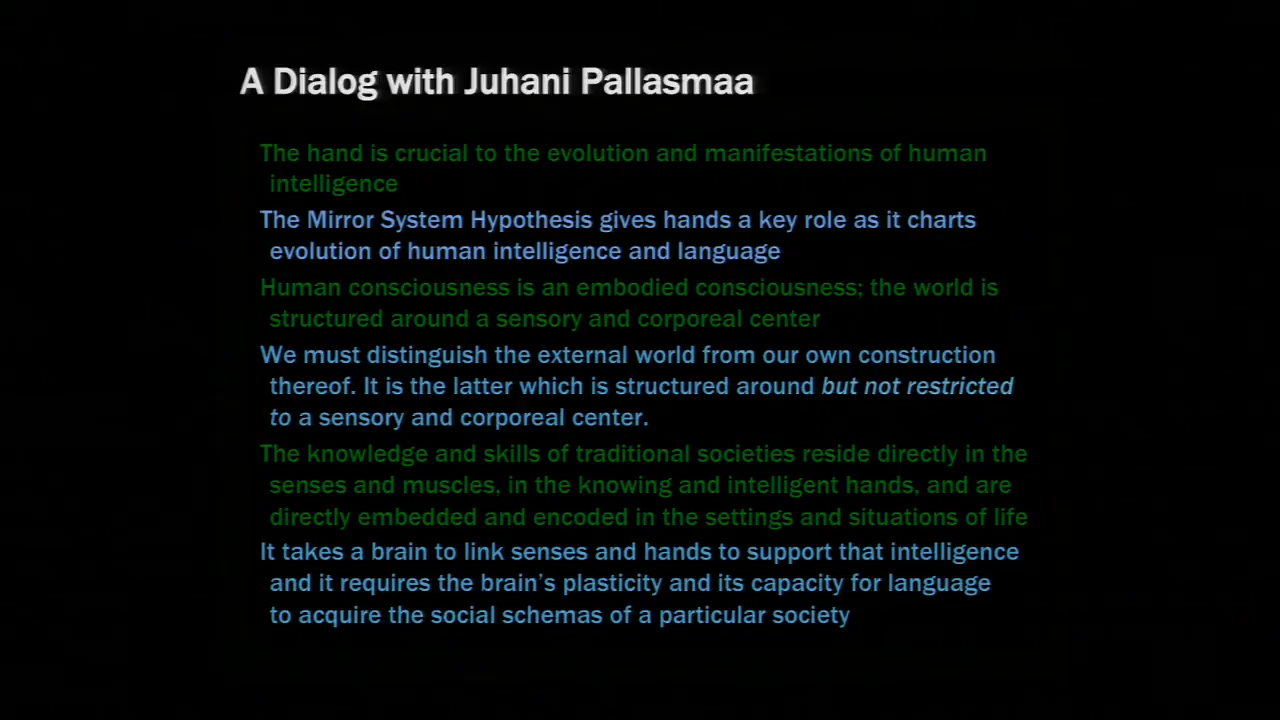 A Dialog with Juhani Pallasmaa
The hand is crucial to the evolution and manifestations of human
intelligence
The Mirror System Hypothesis gives hands a key role as it charts
evolution of human intelligence and language
Human consciousness is an embodied consciousness; the world is
structured around a sensory and corporeal center
We must distinguish the external world from our own construction
thereof. It is the latter which is structured around but not restricted
to a sensory and corporeal center.
The knowledge and skills of traditional societies reside directly in the
senses and muscles, in the knowing and intelligent hands, and are
directly embedded and encoded in the settings and situations of life
It takes a brain to link senses and hands to support that intelligence
and it requires the brain’s plasticity and its capacity for language
to acquire the social schemas of a particular society